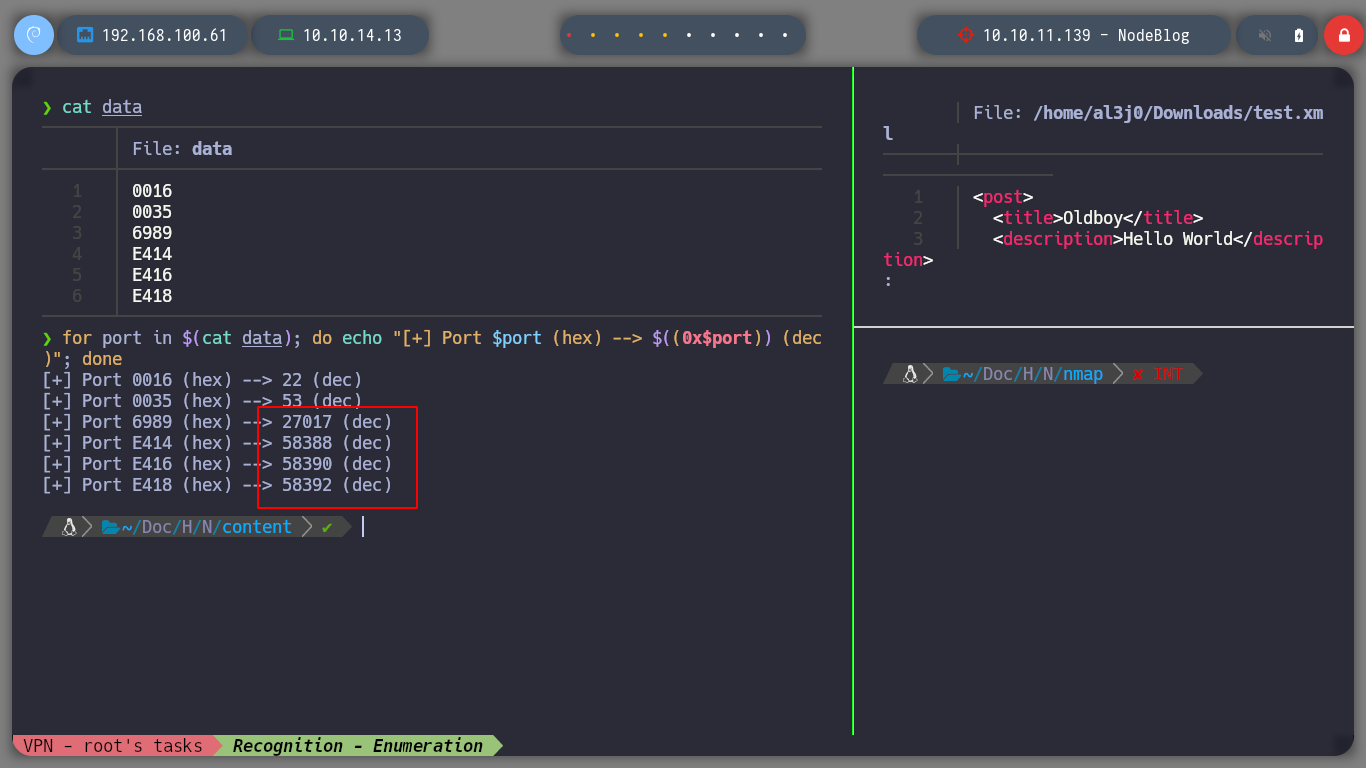 192.168.100.61
10.10.14.13
10.10.11.139 - NodeBlog
❯ cat data
File: data
1 0016
2 0035
3 6989
4 E414
5 E416
6 E418
❯ for port in $(cat data); do echo "[+] Port $port (hex) --> $((0x$port)) (dec
)"; done
[+] Port 0016 (hex) --> 22 (dec)
[+] Port 0035 (hex) --> 53 (dec)
[+] Port 6989 (hex) --> 27017 (dec)
[+] Port E414 (hex) --> 58388 (dec)
[+] Port E416 (hex) --> 58390 (dec)
[+] Port E418 (hex) --> 58392 (dec)
~/Doc/H/N/content ✔
File: /home/al3j0/Downloads/test.xm
l
1 <post>
2 <title>Oldboy</title>
3 <description>Hello World</descrip
tion>
:
~/Doc/H/N/nmap ✘ INT
VPN - root's tasks
Recognition - Enumeration